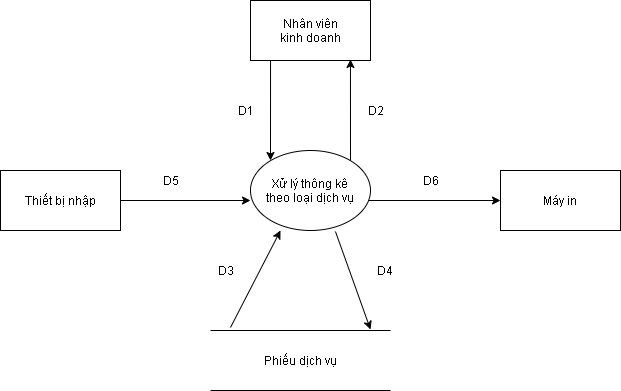 Nhân viên
kinh doanh
D1
D2
D5
Xử lý thông kê
theo loại dịch vụ
D6
Thiết bị nhập
Máy in
D3
D4
Phiếu dịch vụ